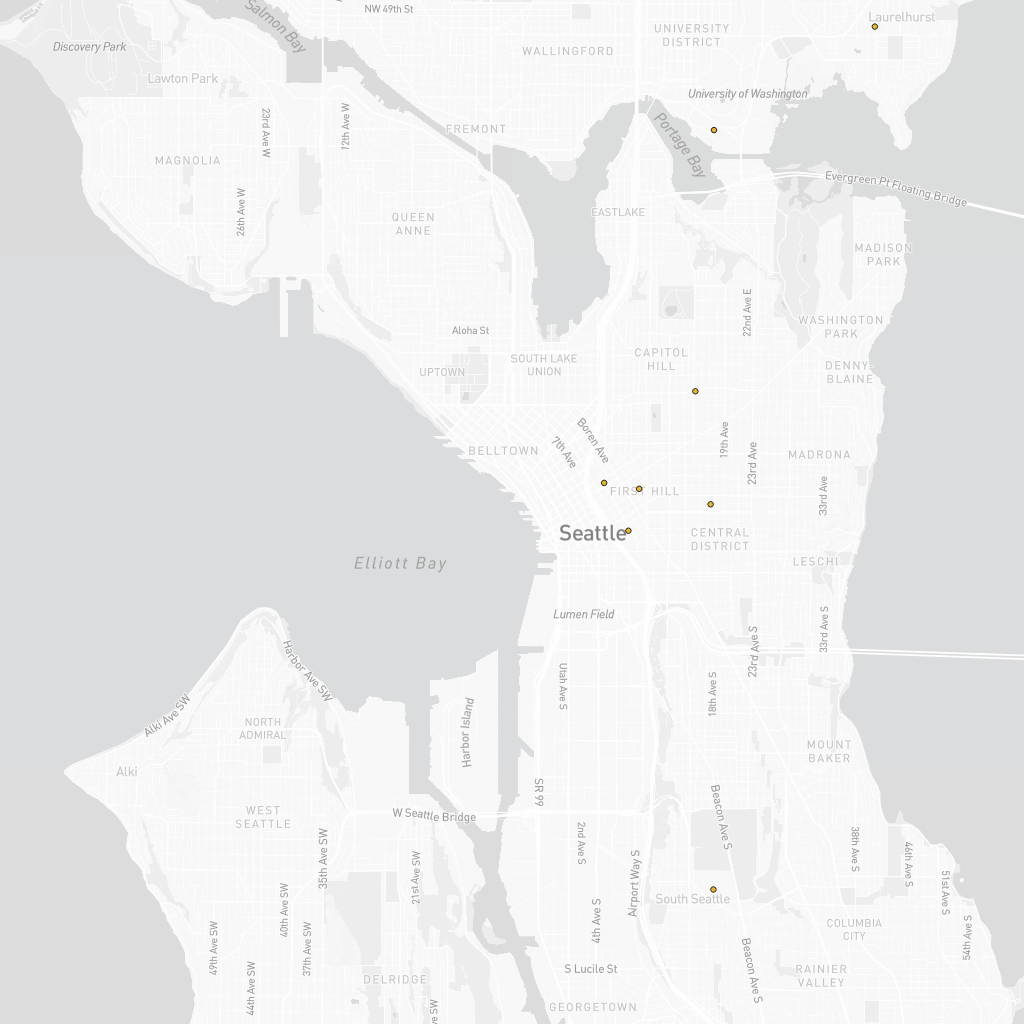 NW 49th St
Salmon Bay
Laurelhurst
UNIVERSITY
DISTRICT
WALLINGFORD
Discovery Park
Lawton Park
University of Washington
23rd Ave W
12th Ave W
FREMONT
Portage Bay
MAGNOLIA
Evergreen Pt Floating Bridge
26th Ave W
QUEEN
ANNE
EASTLAKE
MADISON
PARK
22nd Ave E
WASHINGTON
PARK
Aloha St
SOUTH LAKE
UNION
CAPITOL
HILL
UPTOWN
DENNY-
BLAINE
BELLTOWN
7th Ave
Boren Ave
19th Ave
23rd Ave
MADRONA
33rd Ave
FIRST HILL
Seattle
CENTRAL
DISTRICT
Elliott Bay
LESCHI
Lumen Field
33rd Ave S
23rd Ave S
Harbor Ave SW
Utah Ave S
18th Ave S
Alki Ave SW
NORTH
ADMIRAL
Harbor Island
MOUNT
BAKER
Alki
SR 99
WEST
SEATTLE
W Seattle Bridge
Beacon Ave S
2nd Ave S
38th Ave S
46th Ave S
35th Ave SW
21st Ave SW
Airport Way S
51st Ave S
South Seattle
40th Ave SW
4th Ave S
COLUMBIA
CITY
54th Ave S
49th Ave SW
37th Ave SW
Beacon Ave S
S Lucile St
RAINIER
VALLEY
44th Ave SW
DELRIDGE
GEORGETOWN
ve SW